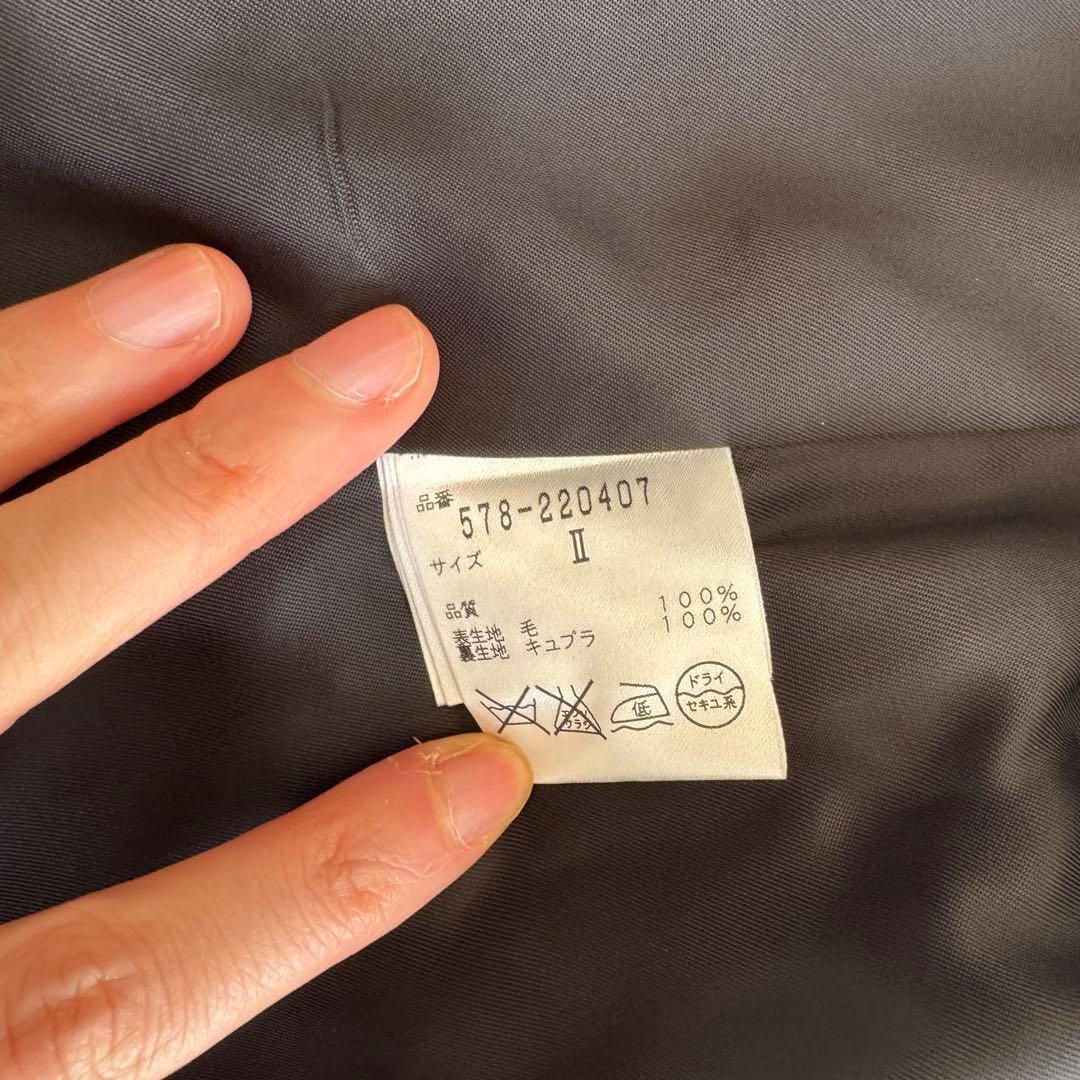 品番 578-220407
サイズ Ⅱ
品質
表生地 毛 100%
裏生地 キュプラ 100%
低
ドライ
セキユ系